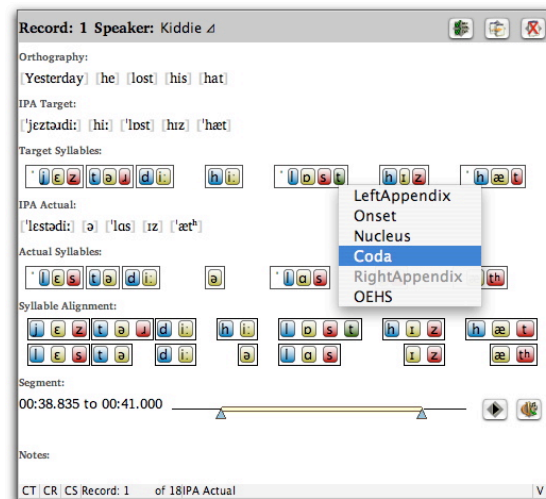 Record: 1 Speaker: Kiddie
Orthography:
[Yesterday] [he] [lost] [his] [hat]
IPA Target:
[ˈjɛztəɹdiː] [hiː] [ˈlɒst] [hɪz] [ˈhæt]
Target Syllables:
ˈ j ɛ z t ə ɹ d iː h iː ˈ l ɒ s t h ɪ z ˈ h æ t
LeftAppendix
Onset
Nucleus
Coda
RightAppendix
OEHS
IPA Actual:
[ˈlɛstədiː] [ə] [ˈlɑs] [ɪz] [ˈætʰ]
Actual Syllables:
ˈ l ɛ s t ə d iː ə ˈ l ɑ s tʰ
Syllable Alignment:
j ɛ z t ə ɹ d iː h iː l ɒ s t h ɪ z h æ t
l ɛ s t ə d iː ə l ɑ s ɪ z æ tʰ
Segment:
00:38.835 to 00:41.000
Notes:
CT CR CS Record: 1 of 18 IPA Actual V